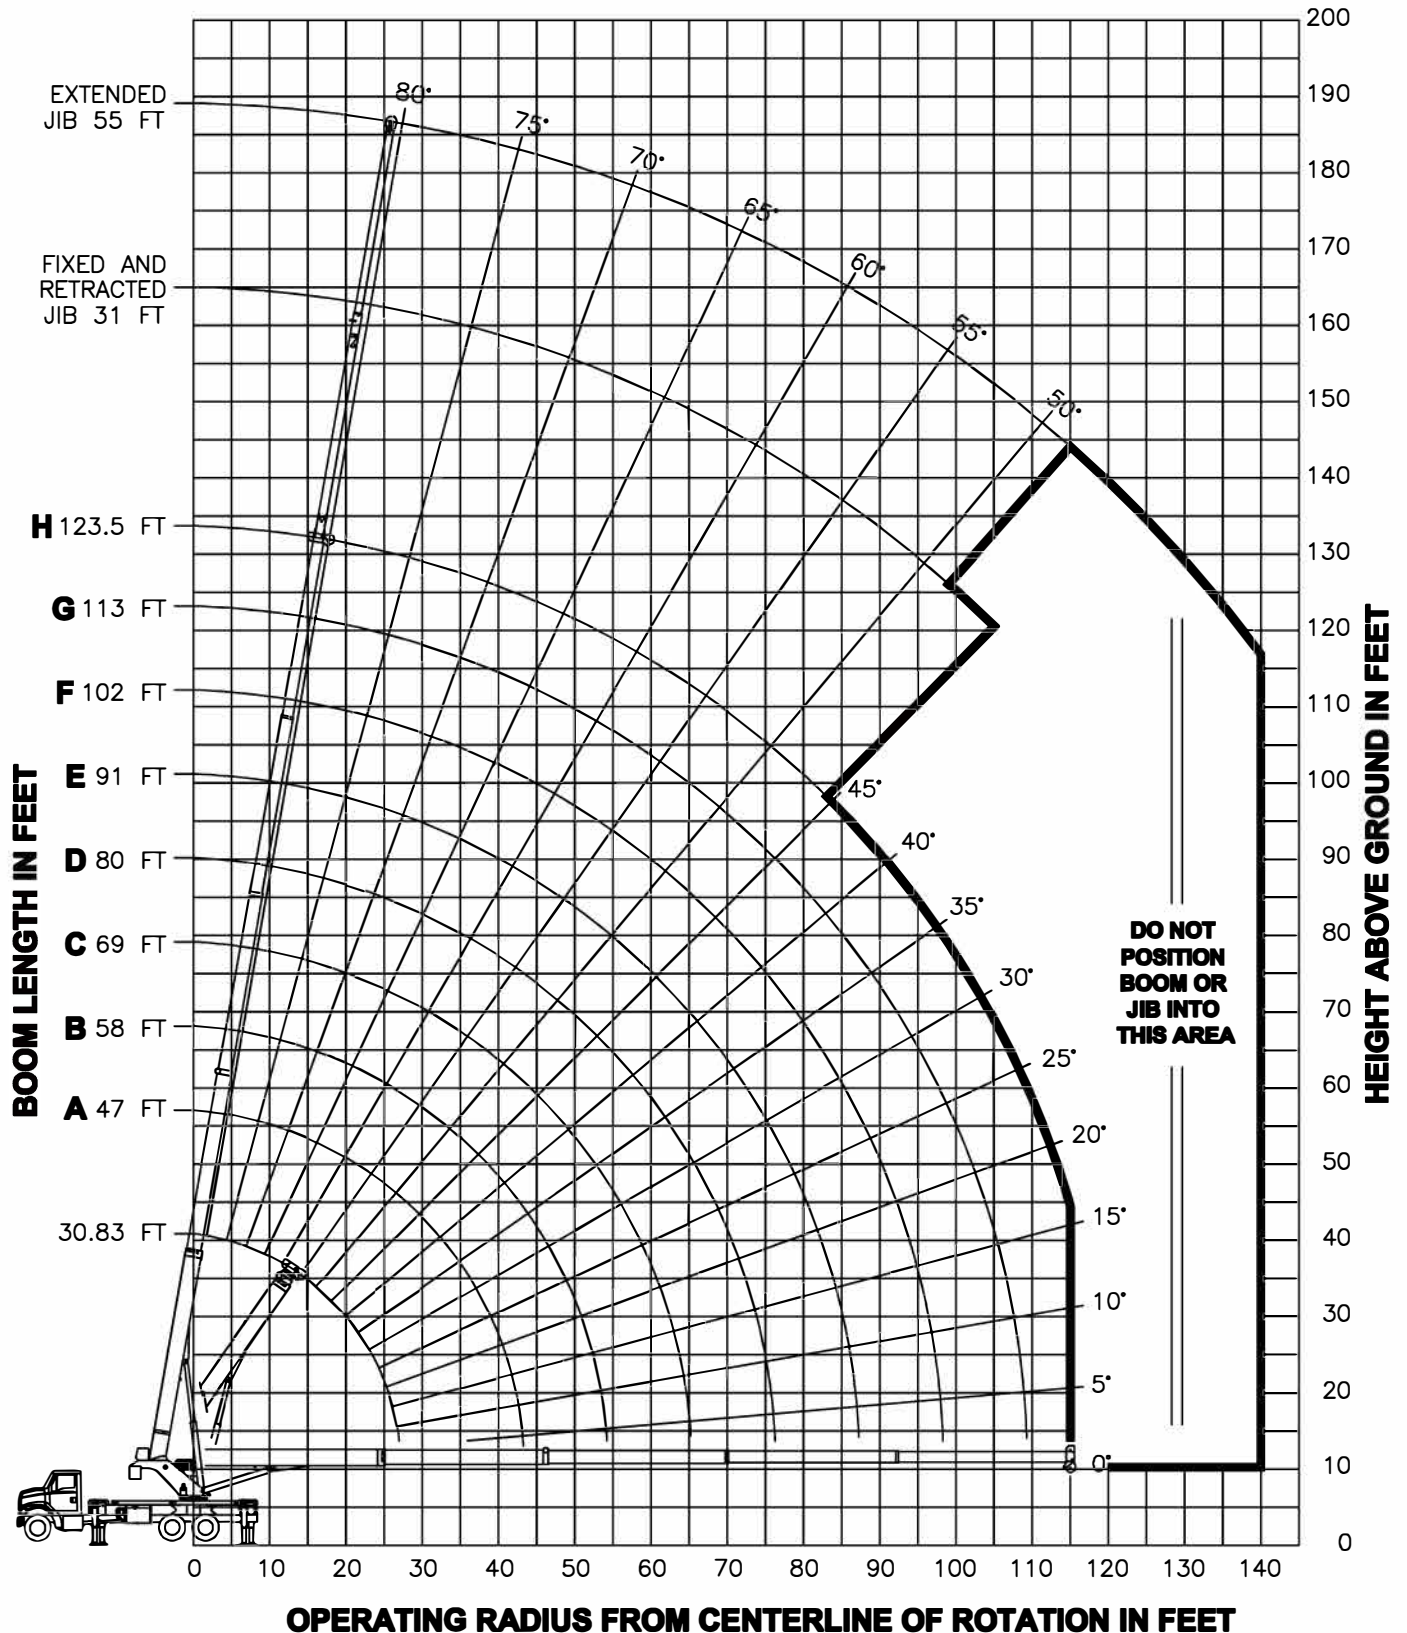 EXTENDED
JIB 55 FT
FIXED AND
RETRACTED
JIB 31 FT
H 123.5 FT
G 113 FT
F 102 FT
E 91 FT
D 80 FT
C 69 FT
B 58 FT
A 47 FT
30.83 FT
BOOM LENGTH IN FEET
80°
75°
70°
65°
60°
55°
50°
45°
40°
35°
30°
25°
20°
15°
10°
5°
0°
DO NOT
POSITION
BOOM OR
JIB INTO
THIS AREA
200
190
180
170
160
150
140
130
120
110
100
90
80
70
60
50
40
30
20
10
0
HEIGHT ABOVE GROUND IN FEET
0 10 20 30 40 50 60 70 80 90 100 110 120 130 140
OPERATING RADIUS FROM CENTERLINE OF ROTATION IN FEET